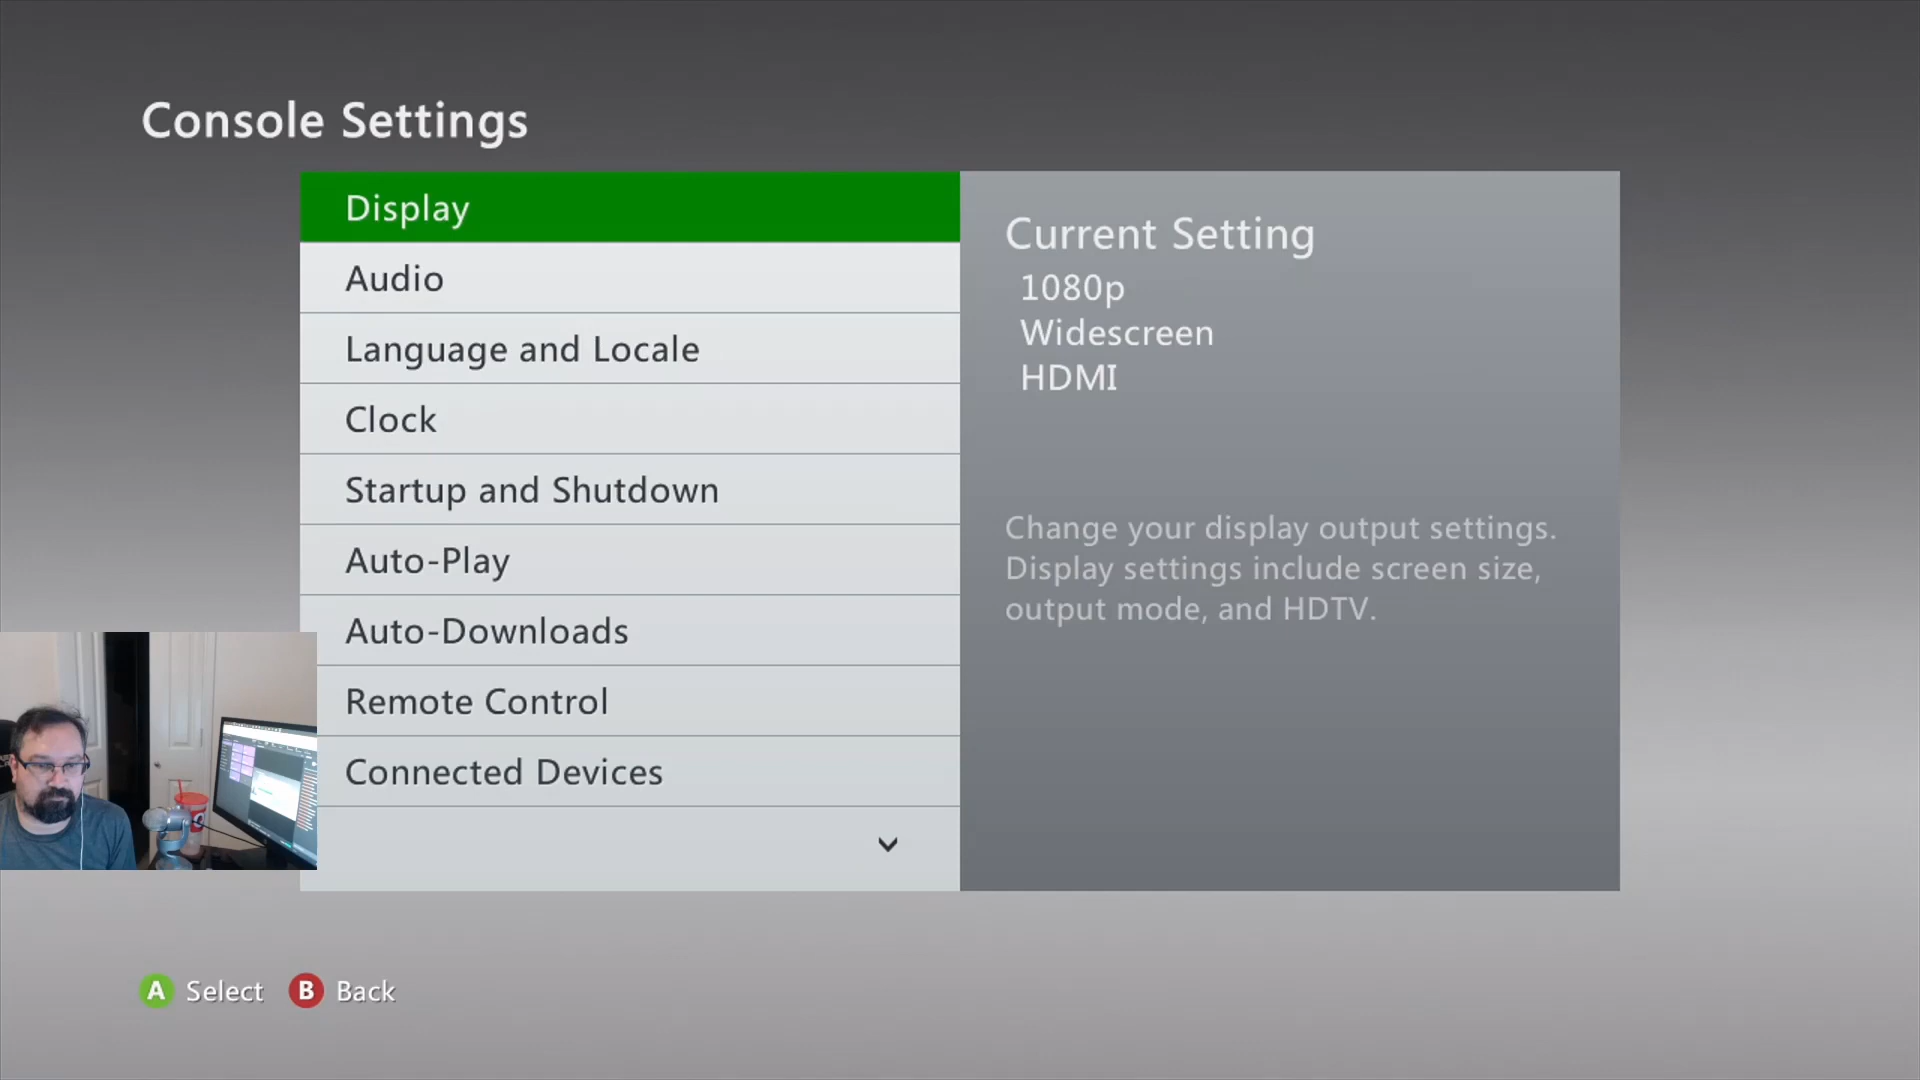 Console Settings
Display
Audio
Language and Locale
Clock
Startup and Shutdown
Auto-Play
Auto-Downloads
Remote Control
Connected Devices
Current Setting
1080p
Widescreen
HDMI
Change your display output settings.
Display settings include screen size,
output mode, and HDTV.
A Select B Back